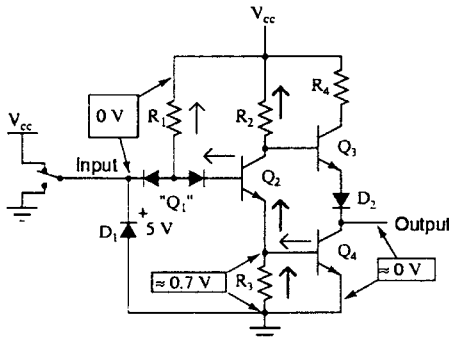 Vcc
Vcc
0 V
R1
R2
R4
Q3
Input
"Q1"
Q2
D2
+
5 V
D1
Output
Q4
≈ 0.7 V
R3
≈ 0 V